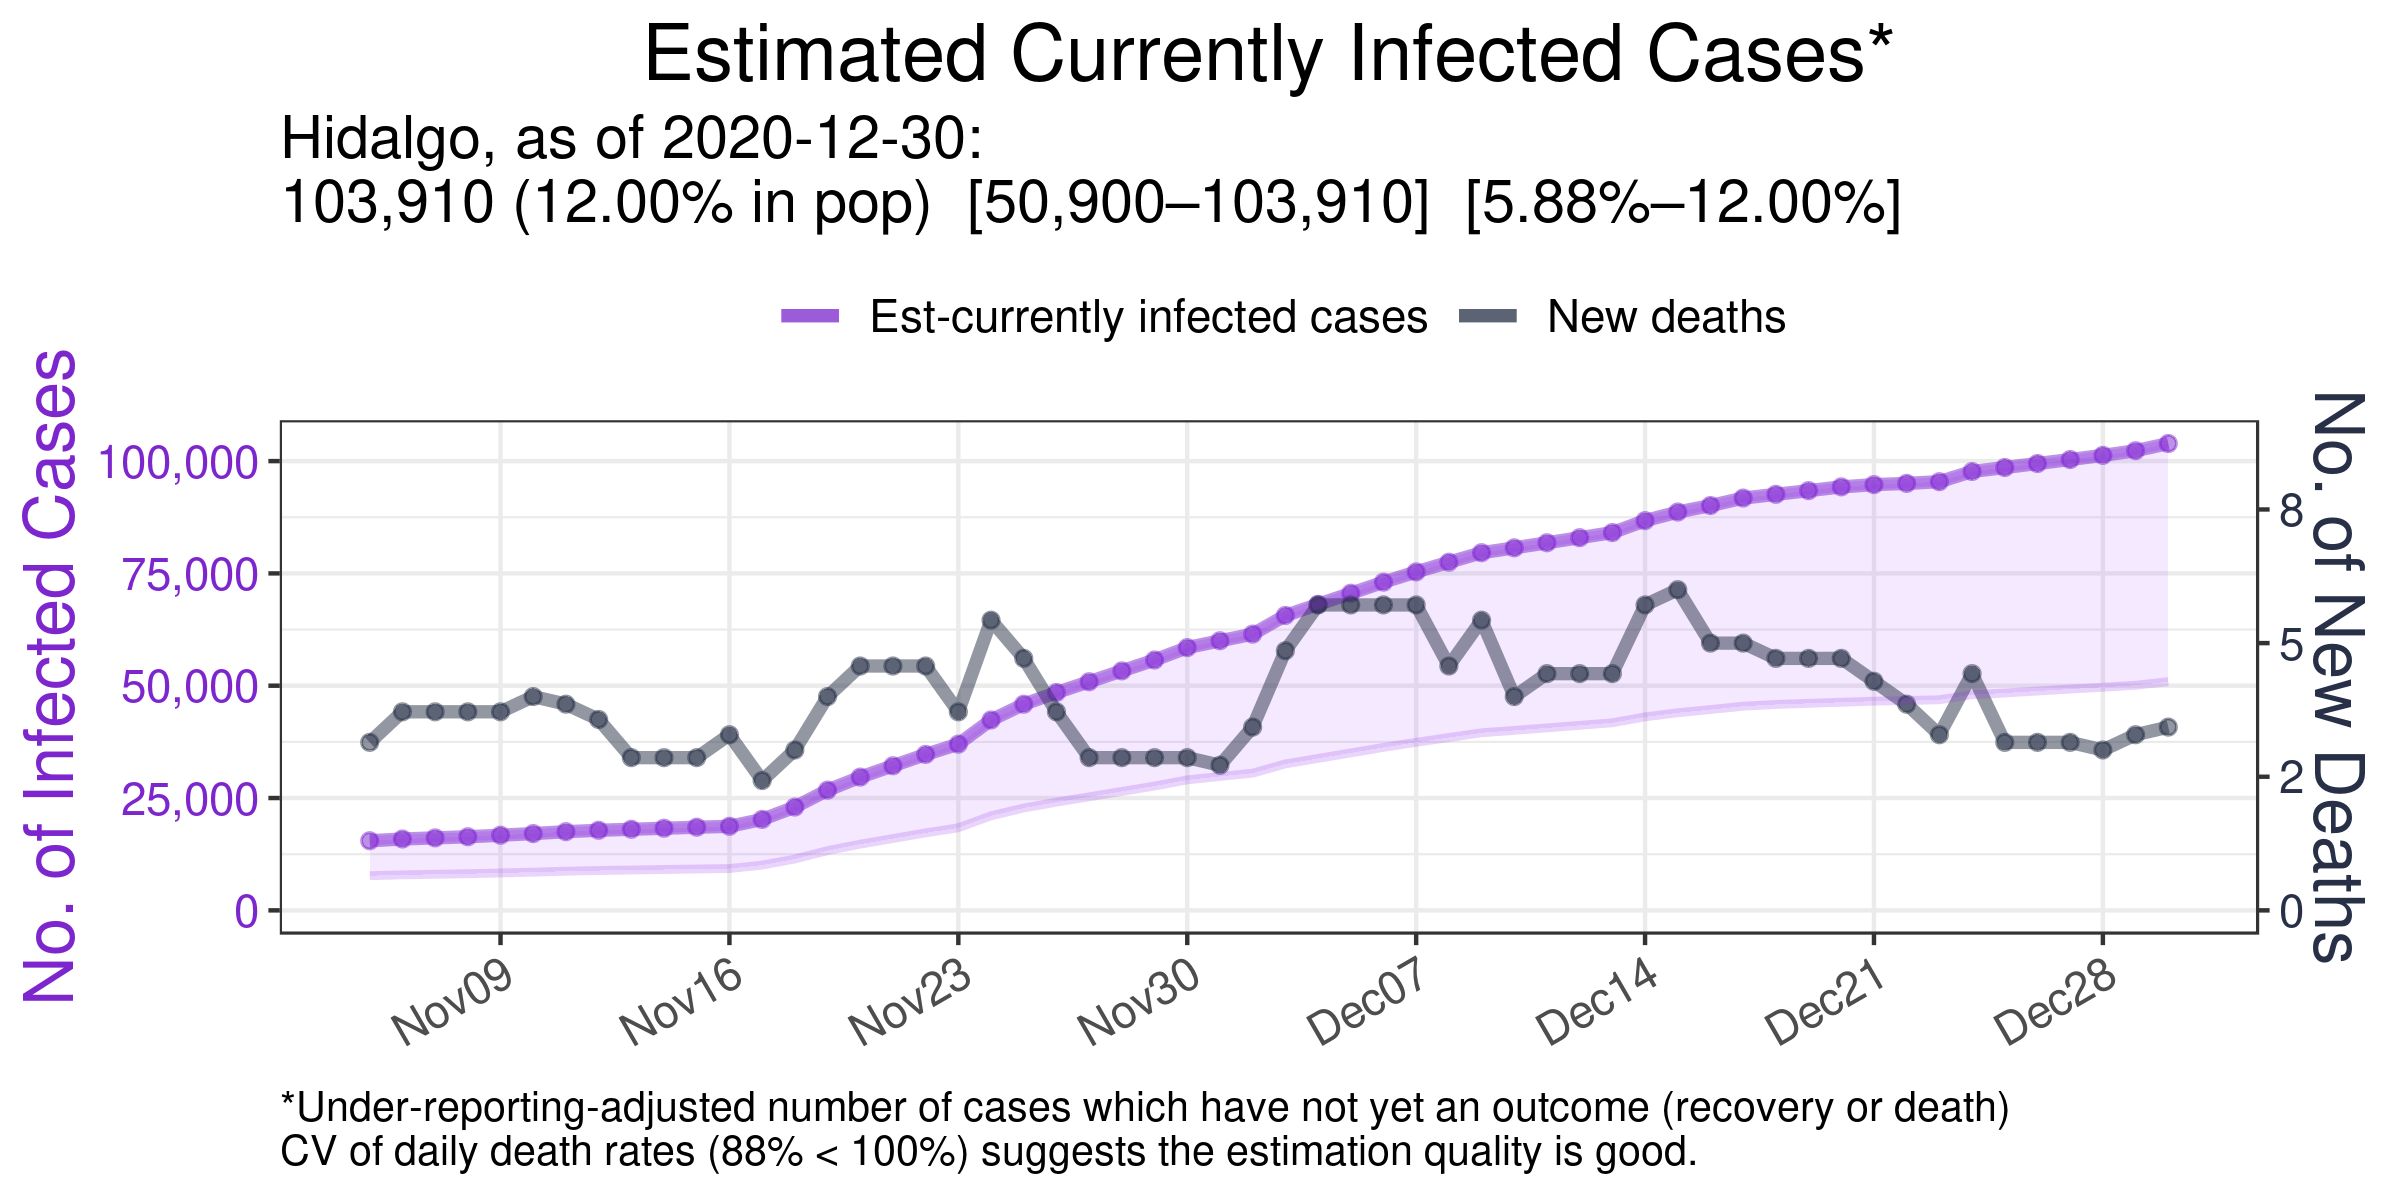 Estimated Currently Infected Cases*
Hidalgo, as of 2020-12-30:
103,910 (12.00% in pop)  [50,900–103,910]  [5.88%–12.00%]
Est-currently infected cases
New deaths
No. of Infected Cases
100,000
75,000
50,000
25,000
0
No. of New Deaths
8
5
2
0
Nov09
Nov16
Nov23
Nov30
Dec07
Dec14
Dec21
Dec28
*Under-reporting-adjusted number of cases which have not yet an outcome (recovery or death)
CV of daily death rates (88% < 100%) suggests the estimation quality is good.